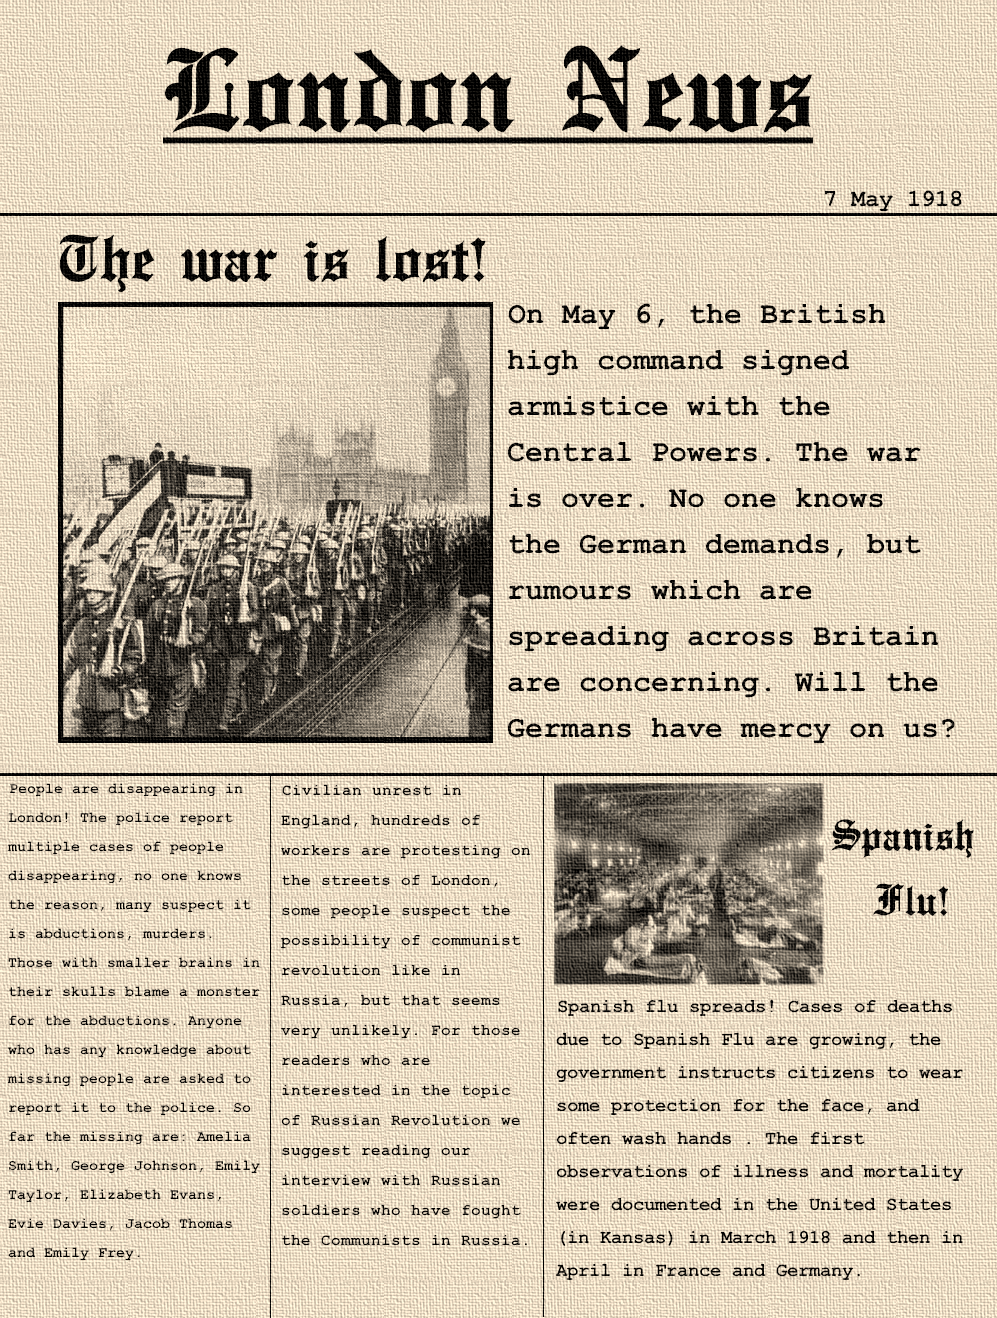 London News
7 May 1918
The war is lost!
On May 6, the British
high command signed
armistice with the
Central Powers. The war
is over. No one knows
the German demands, but
rumours which are
spreading across Britain
are concerning. Will the
Germans have mercy on us?
People are disappearing in
London! The police report
multiple cases of people
disappearing, no one knows
the reason, many suspect it
is abductions, murders.
Those with smaller brains in
their skulls blame a monster
for the abductions. Anyone
who has any knowledge about
missing people are asked to
report it to the police. So
far the missing are: Amelia
Smith, George Johnson, Emily
Taylor, Elizabeth Evans,
Evie Davies, Jacob Thomas
and Emily Frey.
Civilian unrest in
England, hundreds of
workers are protesting on
the streets of London,
some people suspect the
possibility of communist
revolution like in
Russia, but that seems
very unlikely. For those
readers who are
interested in the topic
of Russian Revolution we
suggest reading our
interview with Russian
soldiers who have fought
the Communists in Russia.
Spanish
Flu!
Spanish flu spreads! Cases of deaths
due to Spanish Flu are growing, the
government instructs citizens to wear
some protection for the face, and
often wash hands . The first
observations of illness and mortality
were documented in the United States
(in Kansas) in March 1918 and then in
April in France and Germany.